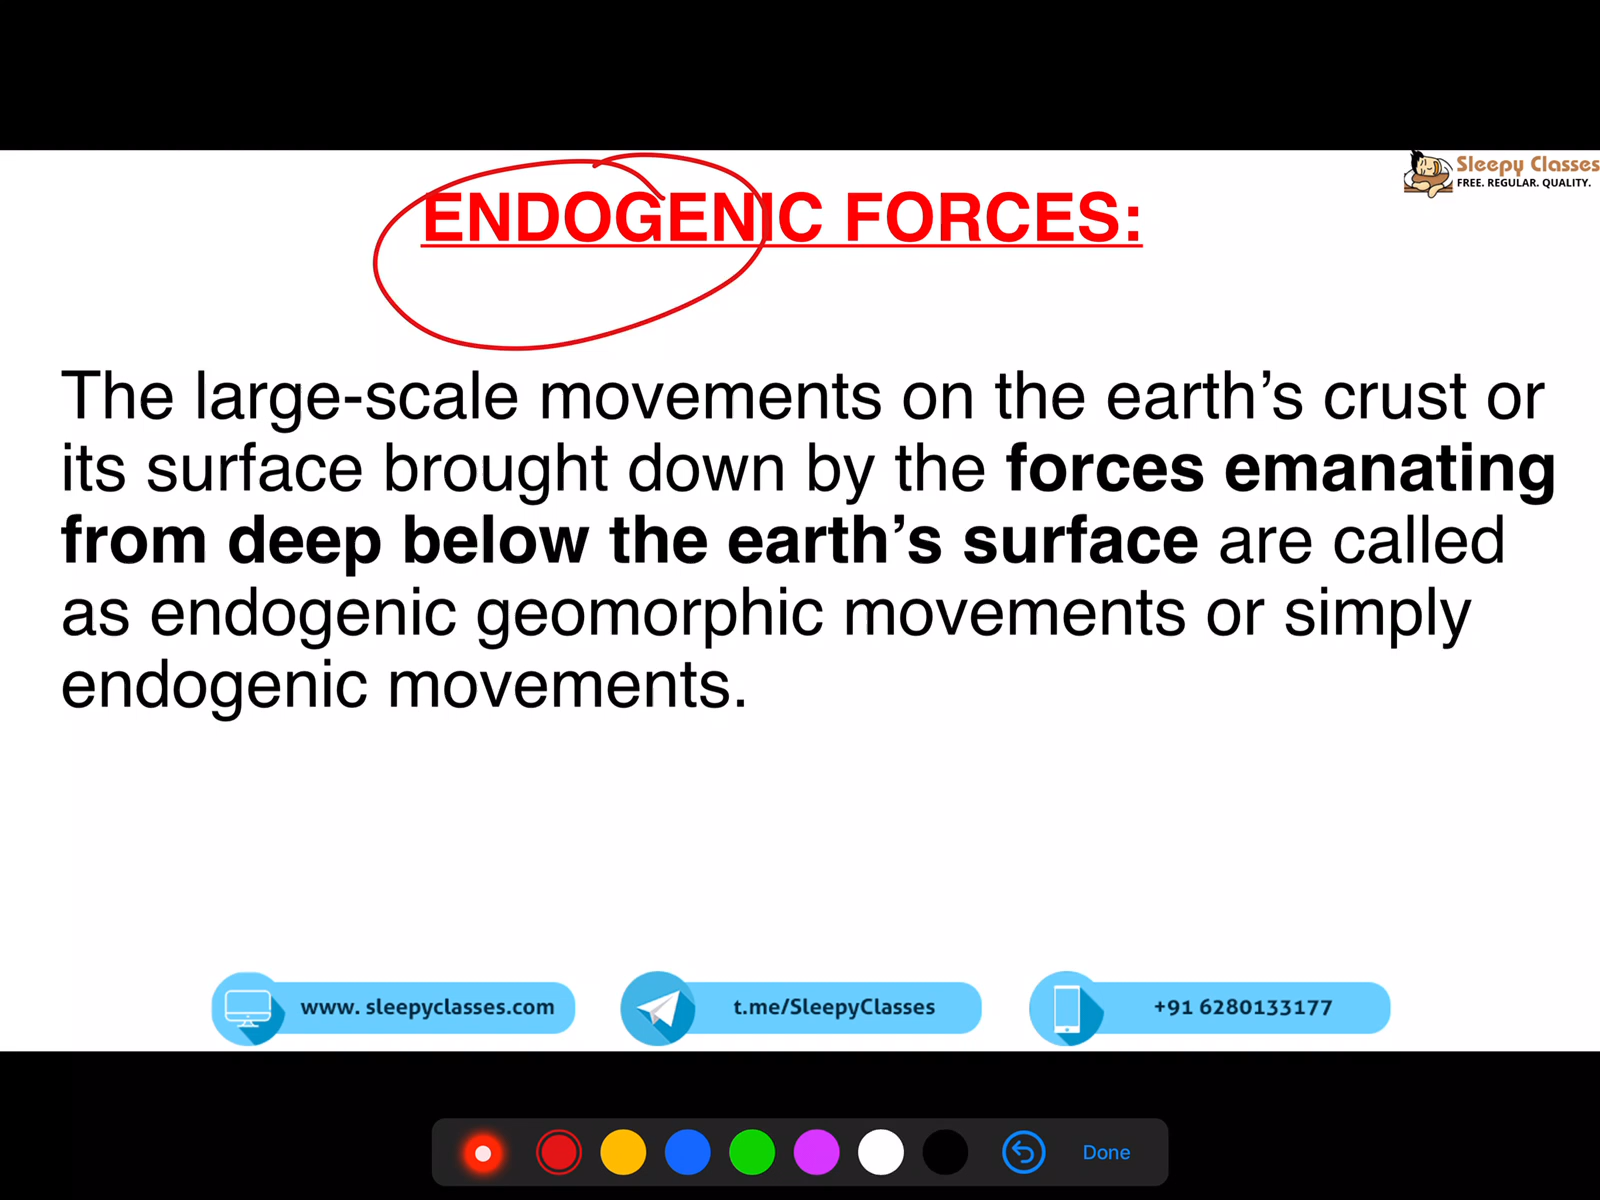 Sleepy Classes
FREE. REGULAR. QUALITY.
ENDOGENIC FORCES:
The large-scale movements on the earth’s crust or
its surface brought down by the forces emanating
from deep below the earth’s surface are called
as endogenic geomorphic movements or simply
endogenic movements.
www. sleepyclasses.com
t.me/SleepyClasses
+91 6280133177
Done